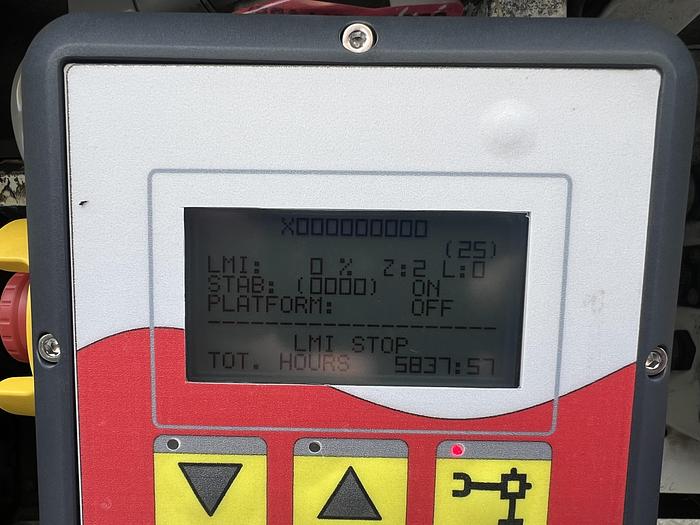 X000000000
(25)
LMI: 0 % Z:2 L:0
STAB: (0000) ON
PLATFORM: OFF
LMI STOP
TOT. HOURS 5837:57